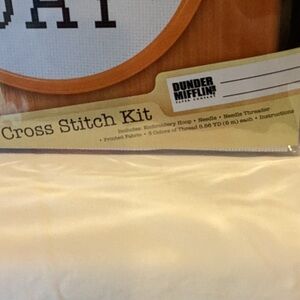 DAY
Cross Stitch Kit
DUNDER
MIFFLIN
PAPER COMPANY
Includes: Embroidery Hoop • Needle • Needle Threader
• Printed Fabric • 5 Colors of Thread 6.56 YD (6 m) each • Instructions